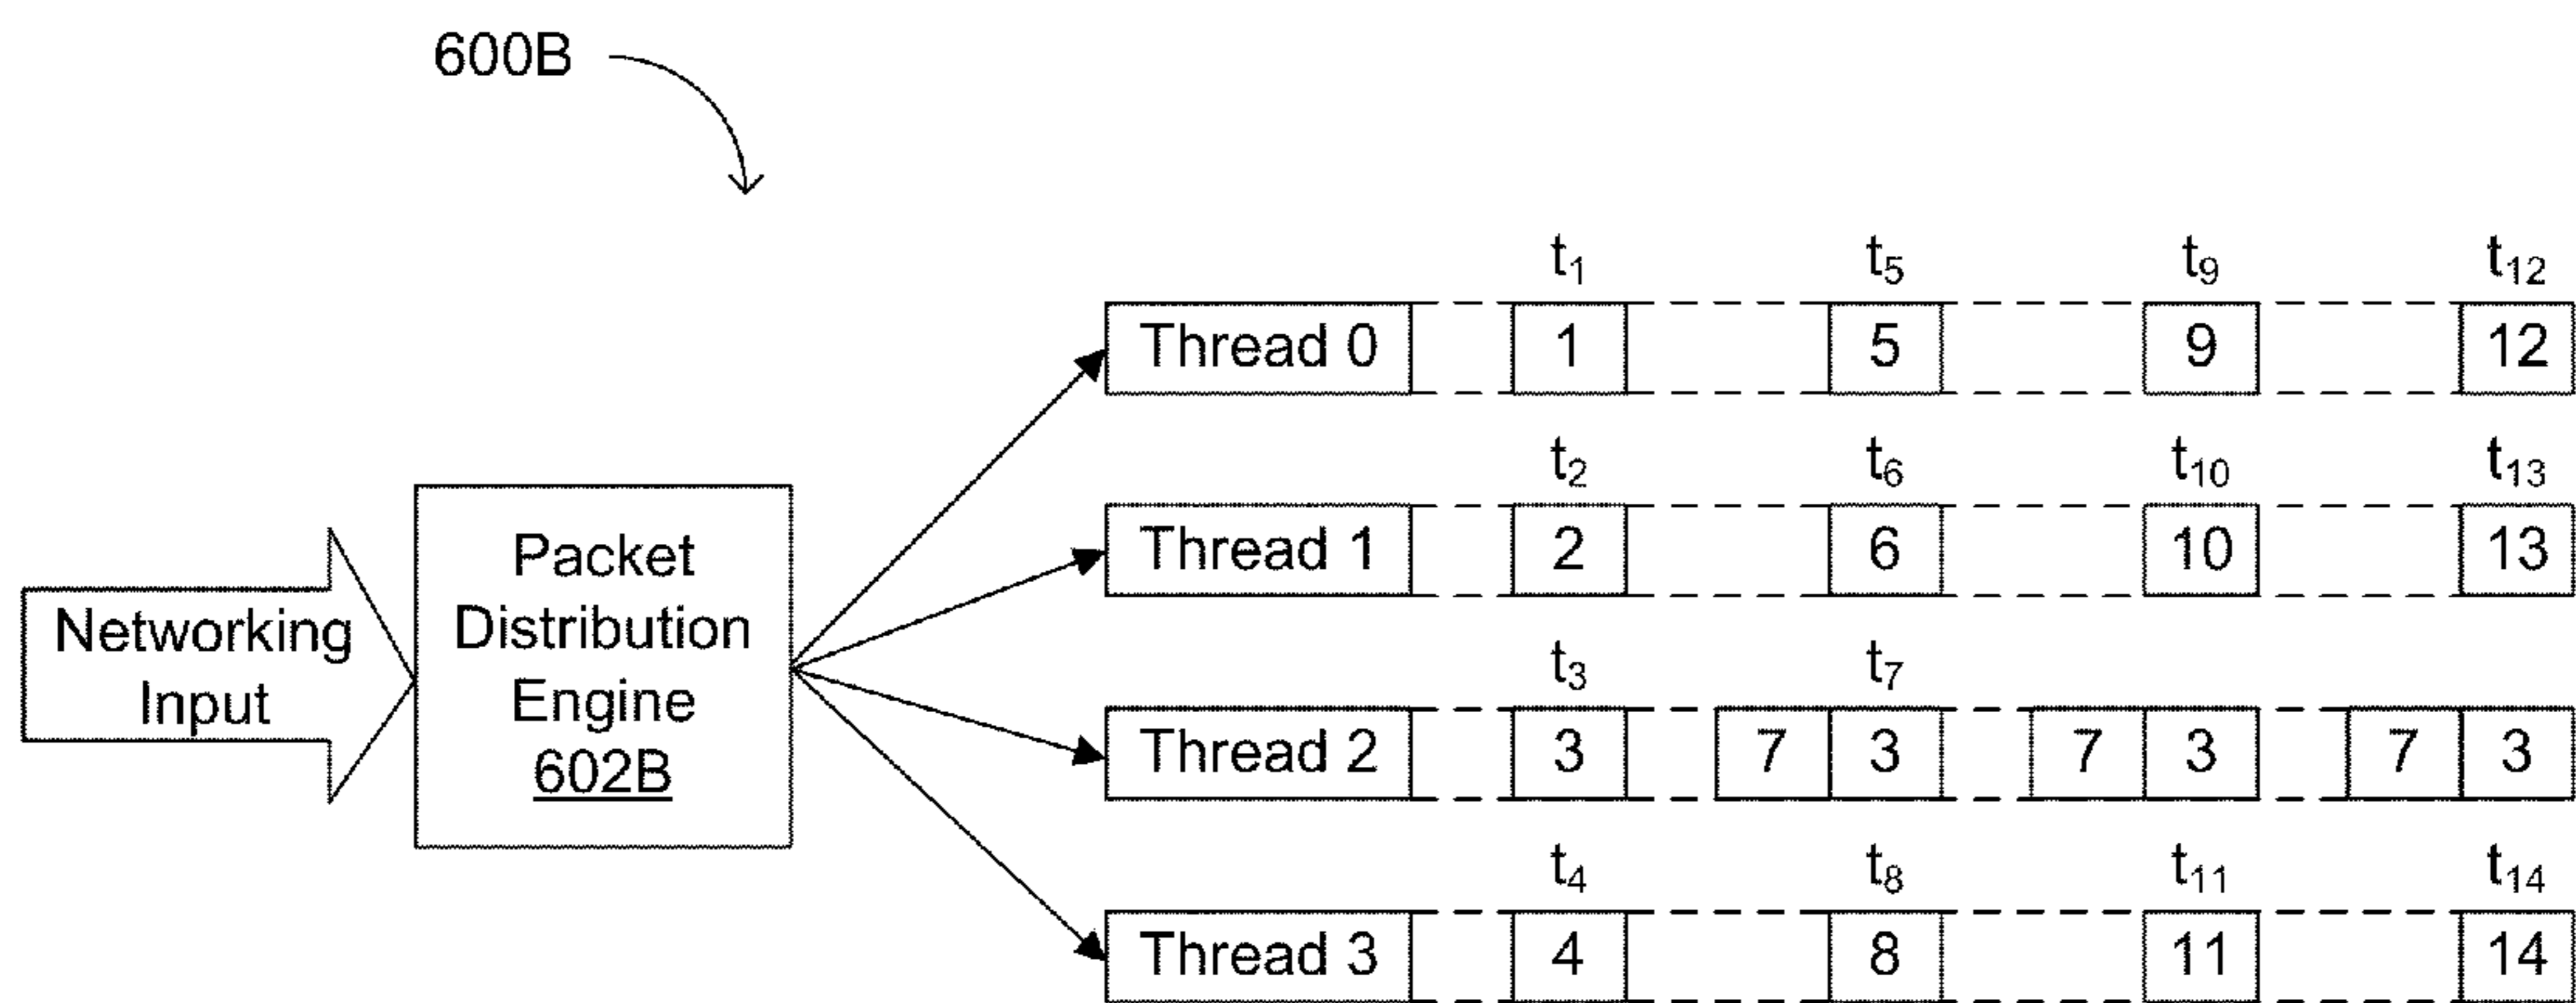 600B
Networking
Input
Packet
Distribution
Engine
602B
t₁ t₅ t₉ t₁₂
Thread 0 1 5 9 12
t₂ t₆ t₁₀ t₁₃
Thread 1 2 6 10 13
t₃ t₇
Thread 2 3 7 3 7 3 7 3
t₄ t₈ t₁₁ t₁₄
Thread 3 4 8 11 14